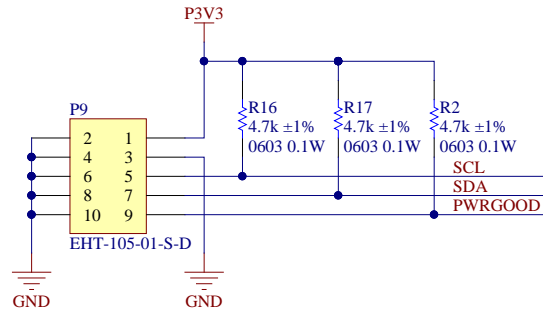 P3V3
P9
2 1
4 3
6 5
8 7
10 9
EHT-105-01-S-D
R16
4.7k ±1%
0603 0.1W
R17
4.7k ±1%
0603 0.1W
R2
4.7k ±1%
0603 0.1W
SCL
SDA
PWRGOOD
GND
GND